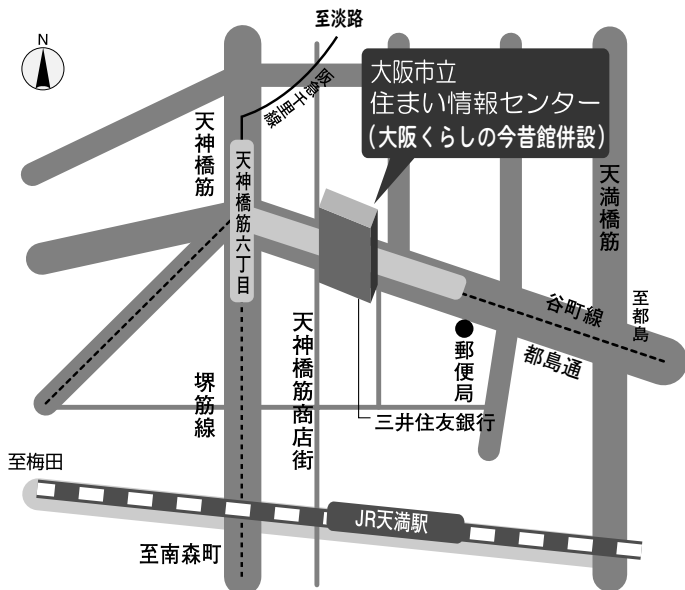 至淡路
N
阪急千里線
大阪市立
住まい情報センター
(大阪くらしの今昔館併設)
天神橋筋
天神橋筋六丁目
天満橋筋
谷町線
至都島
都島通
郵便局
天神橋筋商店街
堺筋線
三井住友銀行
至梅田
JR天満駅
至南森町